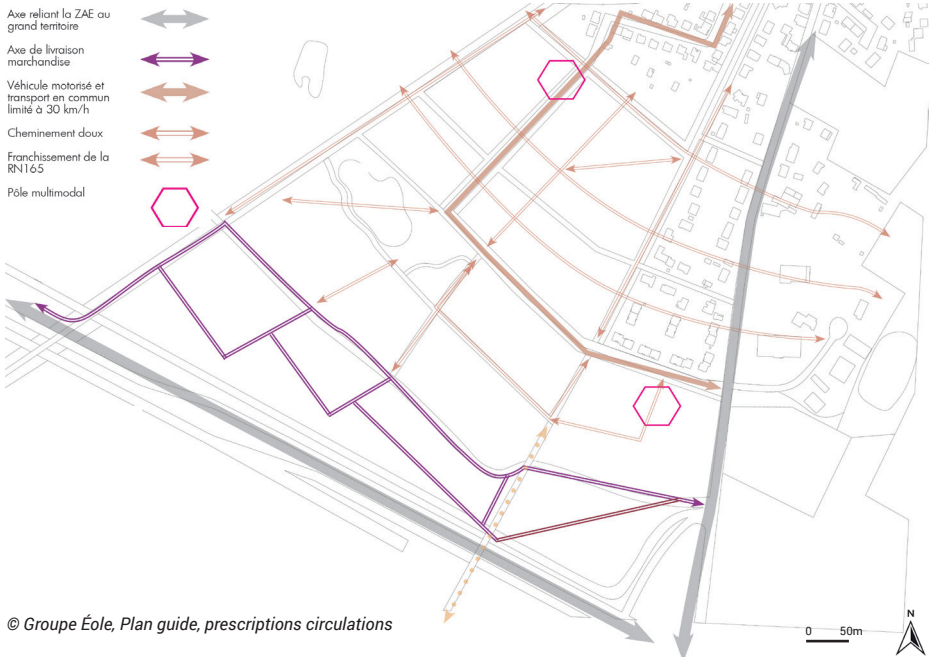 Axe reliant la ZAE au
grand territoire
Axe de livraison
marchandise
Véhicule motorisé et
transport en commun
limité à 30 km/h
Cheminement doux
Franchissement de la
RN165
Pôle multimodal
© Groupe Éole, Plan guide, prescriptions circulations
0 50m
N